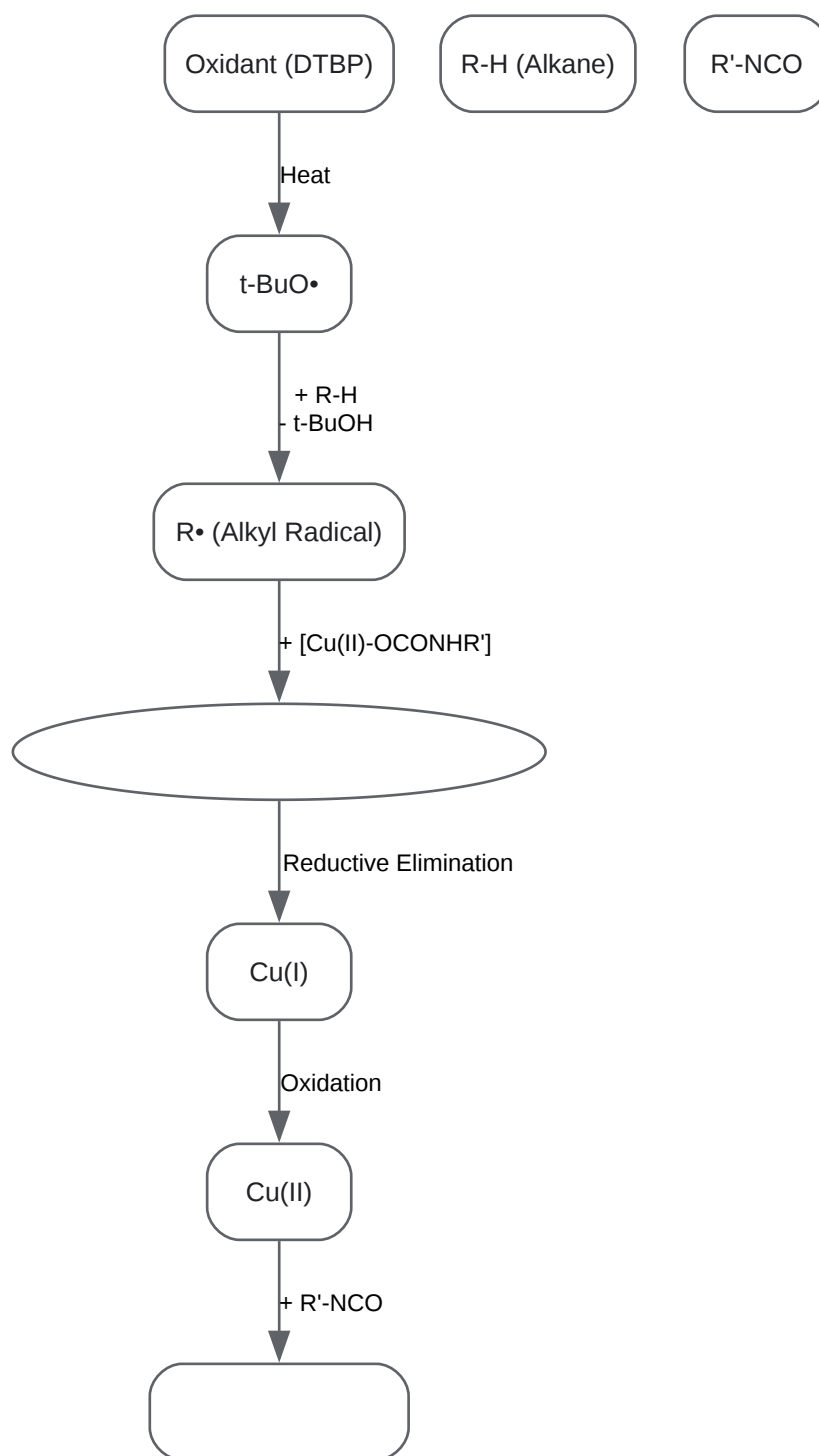 Oxidant (DTBP)
R-H (Alkane)
R'-NCO
Heat
t-BuO•
+ R-H
- t-BuOH
R• (Alkyl Radical)
+ [Cu(II)-OCONHR']
Reductive Elimination
Cu(I)
Oxidation
Cu(II)
+ R'-NCO